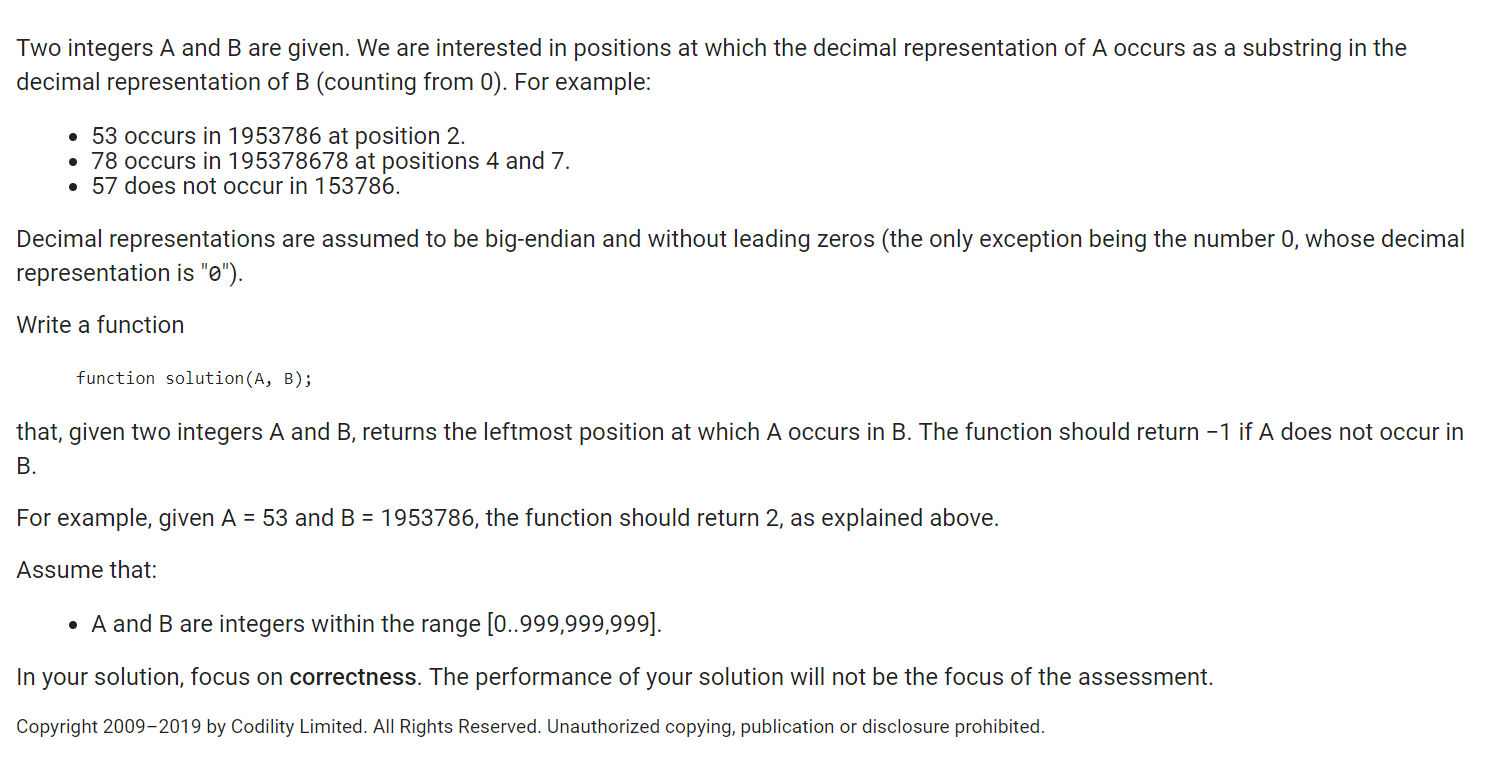 Two integers A and B are given. We are interested in positions at which the decimal representation of A occurs as a substring in the
decimal representation of B (counting from 0). For example:
• 53 occurs in 1953786 at position 2.
• 78 occurs in 195378678 at positions 4 and 7.
• 57 does not occur in 153786.
Decimal representations are assumed to be big-endian and without leading zeros (the only exception being the number 0, whose decimal
representation is "0").
Write a function
function solution(A, B);
that, given two integers A and B, returns the leftmost position at which A occurs in B. The function should return −1 if A does not occur in
B.
For example, given A = 53 and B = 1953786, the function should return 2, as explained above.
Assume that:
• A and B are integers within the range [0..999,999,999].
In your solution, focus on correctness. The performance of your solution will not be the focus of the assessment.
Copyright 2009–2019 by Codility Limited. All Rights Reserved. Unauthorized copying, publication or disclosure prohibited.